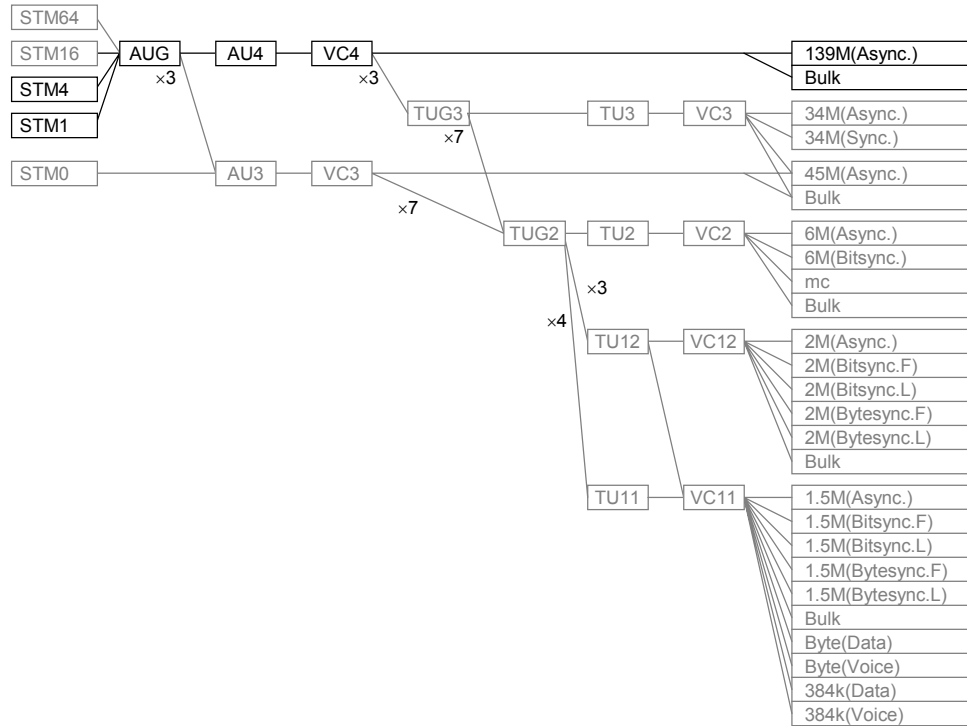 STM64
STM16 AUG AU4 VC4 139M(Async.)
×3 ×3 Bulk
STM4
STM1 TUG3 TU3 VC3 34M(Async.)
×7 34M(Sync.)
STM0 AU3 VC3 45M(Async.)
Bulk
×7
TUG2 TU2 VC2 6M(Async.)
6M(Bitsync.)
mc
×3
Bulk
×4
TU12 VC12 2M(Async.)
2M(Bitsync.F)
2M(Bitsync.L)
2M(Bytesync.F)
2M(Bytesync.L)
Bulk
TU11 VC11 1.5M(Async.)
1.5M(Bitsync.F)
1.5M(Bitsync.L)
1.5M(Bytesync.F)
1.5M(Bytesync.L)
Bulk
Byte(Data)
Byte(Voice)
384k(Data)
384k(Voice)